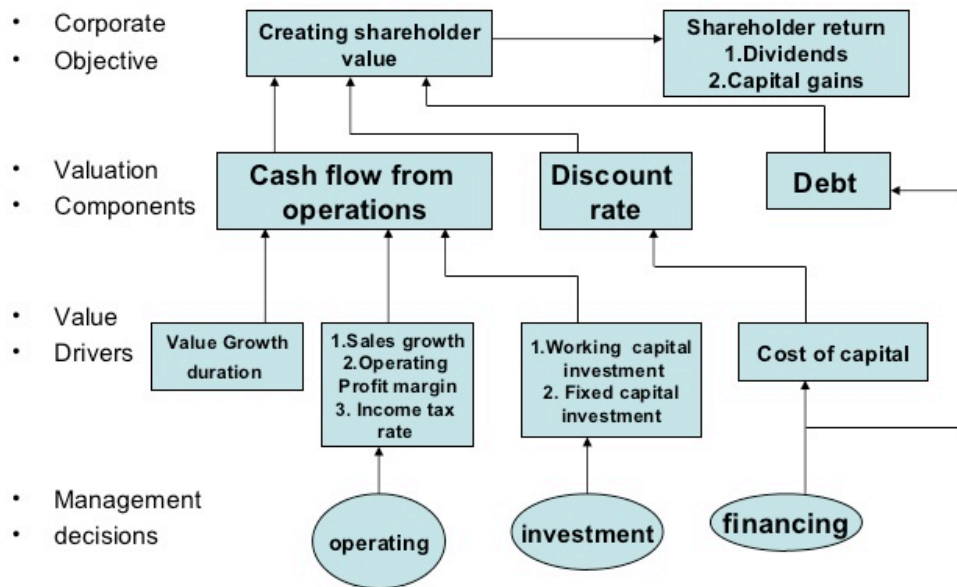 • Corporate
• Objective
Creating shareholder
value
Shareholder return
1.Dividends
2.Capital gains
• Valuation
• Components
Cash flow from
operations
Discount
rate
Debt
• Value
• Drivers
Value Growth
duration
1.Sales growth
2.Operating
Profit margin
3. Income tax
rate
1.Working capital
investment
2. Fixed capital
investment
Cost of capital
• Management
• decisions
operating
investment
financing